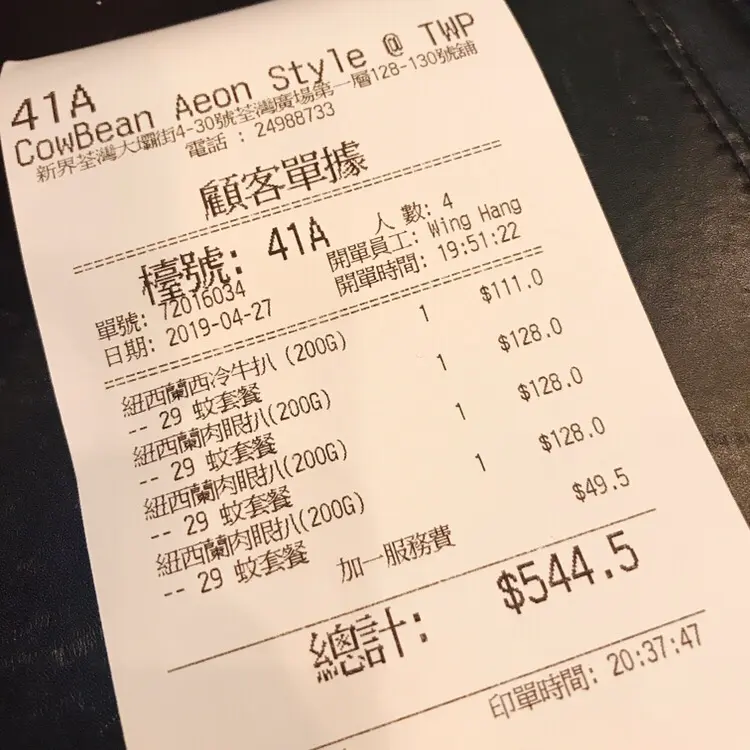 41A
CowBean Aeon Style @ TWP
新界荃灣大壩街4-30號荃灣廣場第一層128-130號舖
電話 : 24988733
顧客單據
檯號: 41A 人 數: 4
開單員工: Wing Hang
單號: 72016034 開單時間: 19:51:22
日期: 2019-04-27
紐西蘭西冷牛扒 (200G) 1 $111.0
-- 29 蚊套餐
紐西蘭肉眼扒(200G) 1 $128.0
-- 29 蚊套餐
紐西蘭肉眼扒(200G) 1 $128.0
-- 29 蚊套餐
紐西蘭肉眼扒(200G) 1 $128.0
-- 29 蚊套餐
加一服務費 $49.5
總計: $544.5
印單時間: 20:37:47